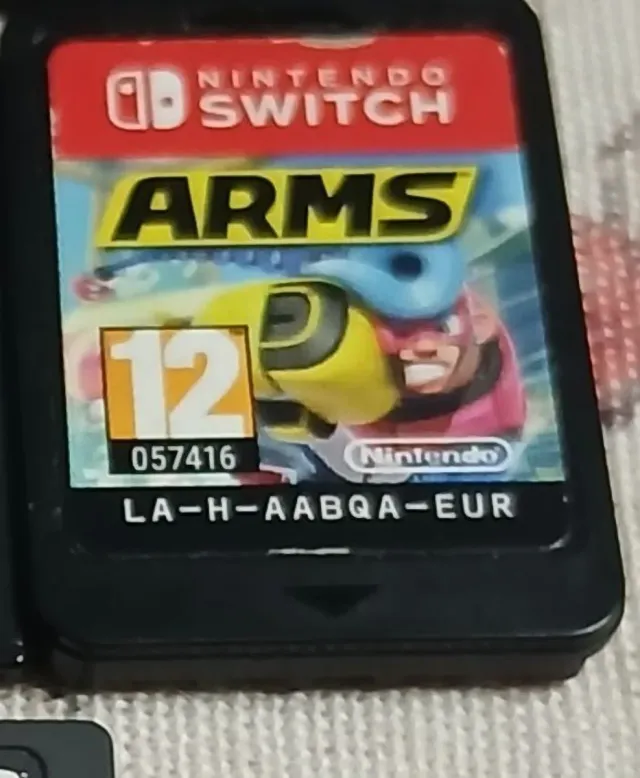 NINTENDO
SWITCH
ARMS
12
057416
Nintendo
LA-H-AABQA-EUR